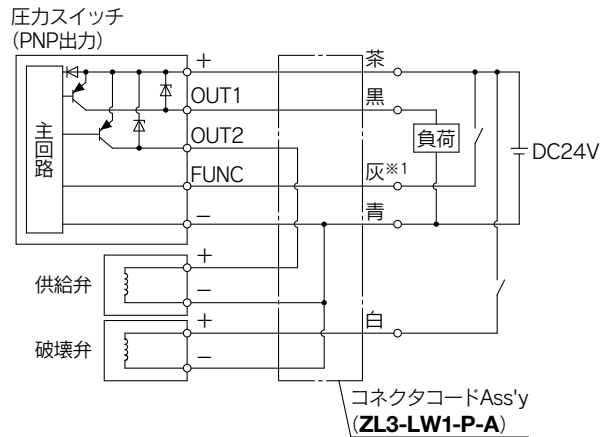 圧力スイッチ
(PNP出力)
主回路
+
OUT1
OUT2
FUNC
−
茶
黒
灰※1
青
白
負荷
DC24V
供給弁
+
−
破壊弁
+
−
コネクタコードAss'y
(ZL3-LW1-P-A)